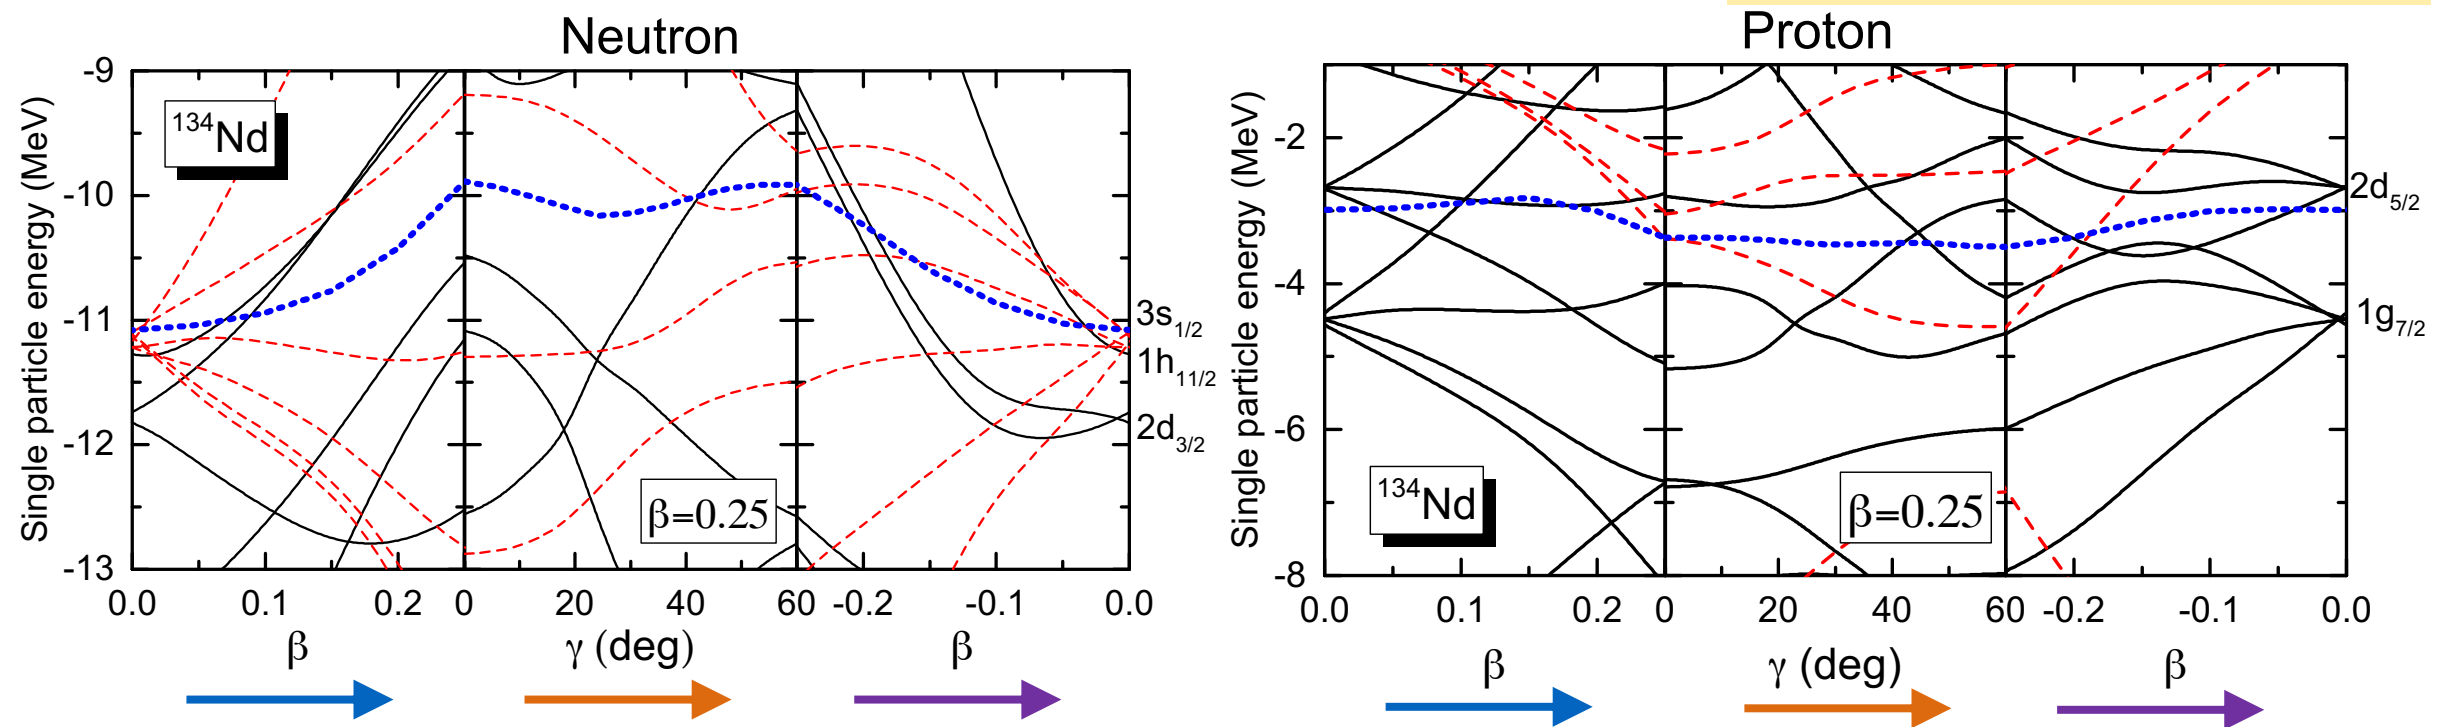 Neutron
Single particle energy (MeV)
-9
-10
-11
-12
-13
¹³⁴Nd
β=0.25
3s₁/₂
1h₁₁/₂
2d₃/₂
0.0 0.1 0.2 0 20 40 60 -0.2 -0.1 0.0
β γ (deg) β
Proton
Single particle energy (MeV)
-2
-4
-6
-8
2d₅/₂
1g₇/₂
¹³⁴Nd
β=0.25
0.0 0.1 0.2 0 20 40 60 -0.2 -0.1 0.0
β γ (deg) β